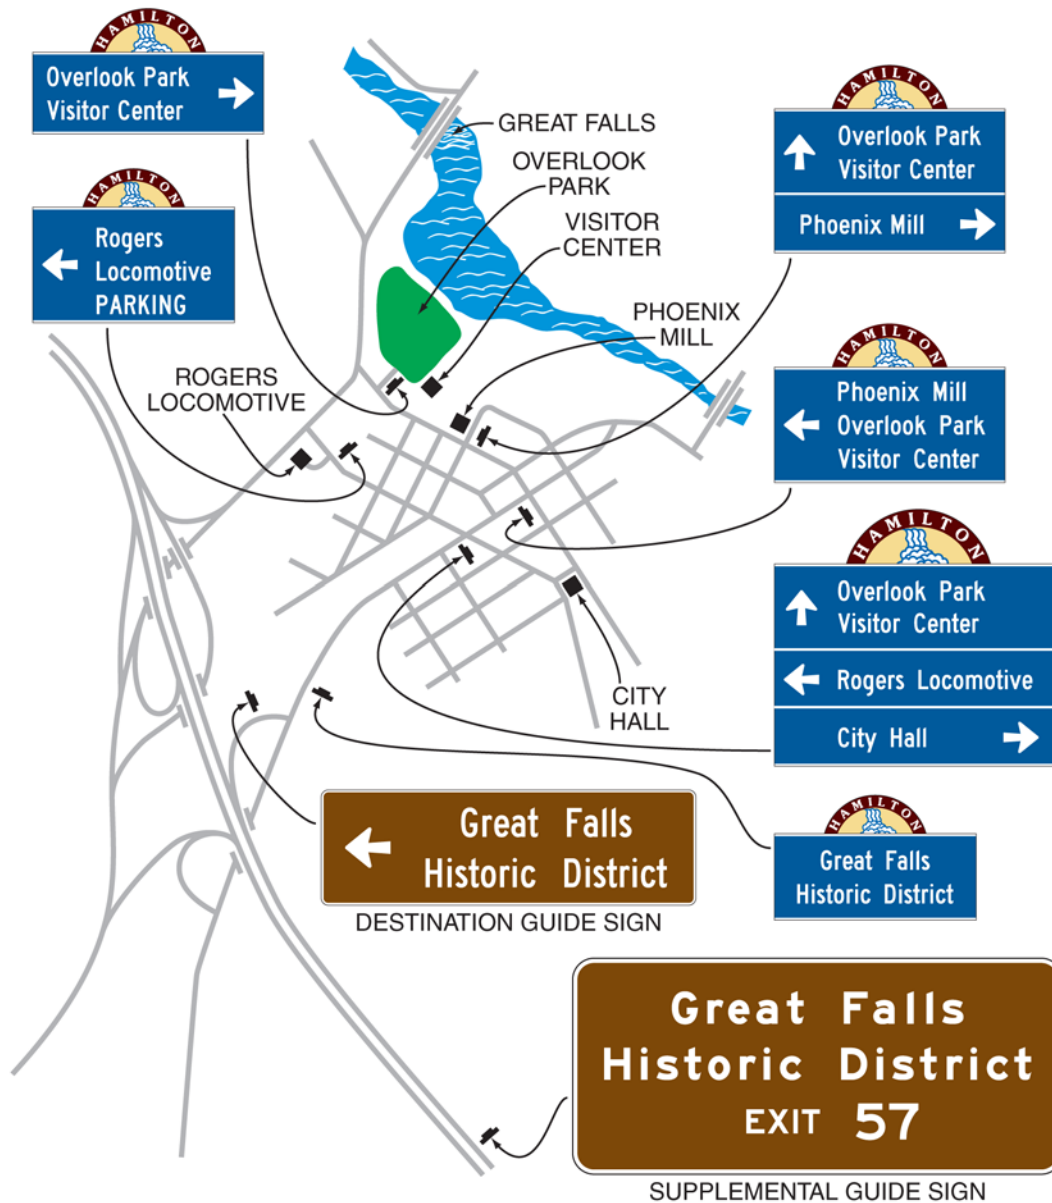 HAMILTON
Overlook Park
Visitor Center
HAMILTON
Rogers
Locomotive
PARKING
GREAT FALLS
OVERLOOK
PARK
VISITOR
CENTER
PHOENIX
MILL
ROGERS
LOCOMOTIVE
CITY
HALL
HAMILTON
Overlook Park
Visitor Center
Phoenix Mill
HAMILTON
Phoenix Mill
Overlook Park
Visitor Center
HAMILTON
Overlook Park
Visitor Center
Rogers Locomotive
City Hall
HAMILTON
Great Falls
Historic District
Great Falls
Historic District
DESTINATION GUIDE SIGN
Great Falls
Historic District
EXIT 57
SUPPLEMENTAL GUIDE SIGN